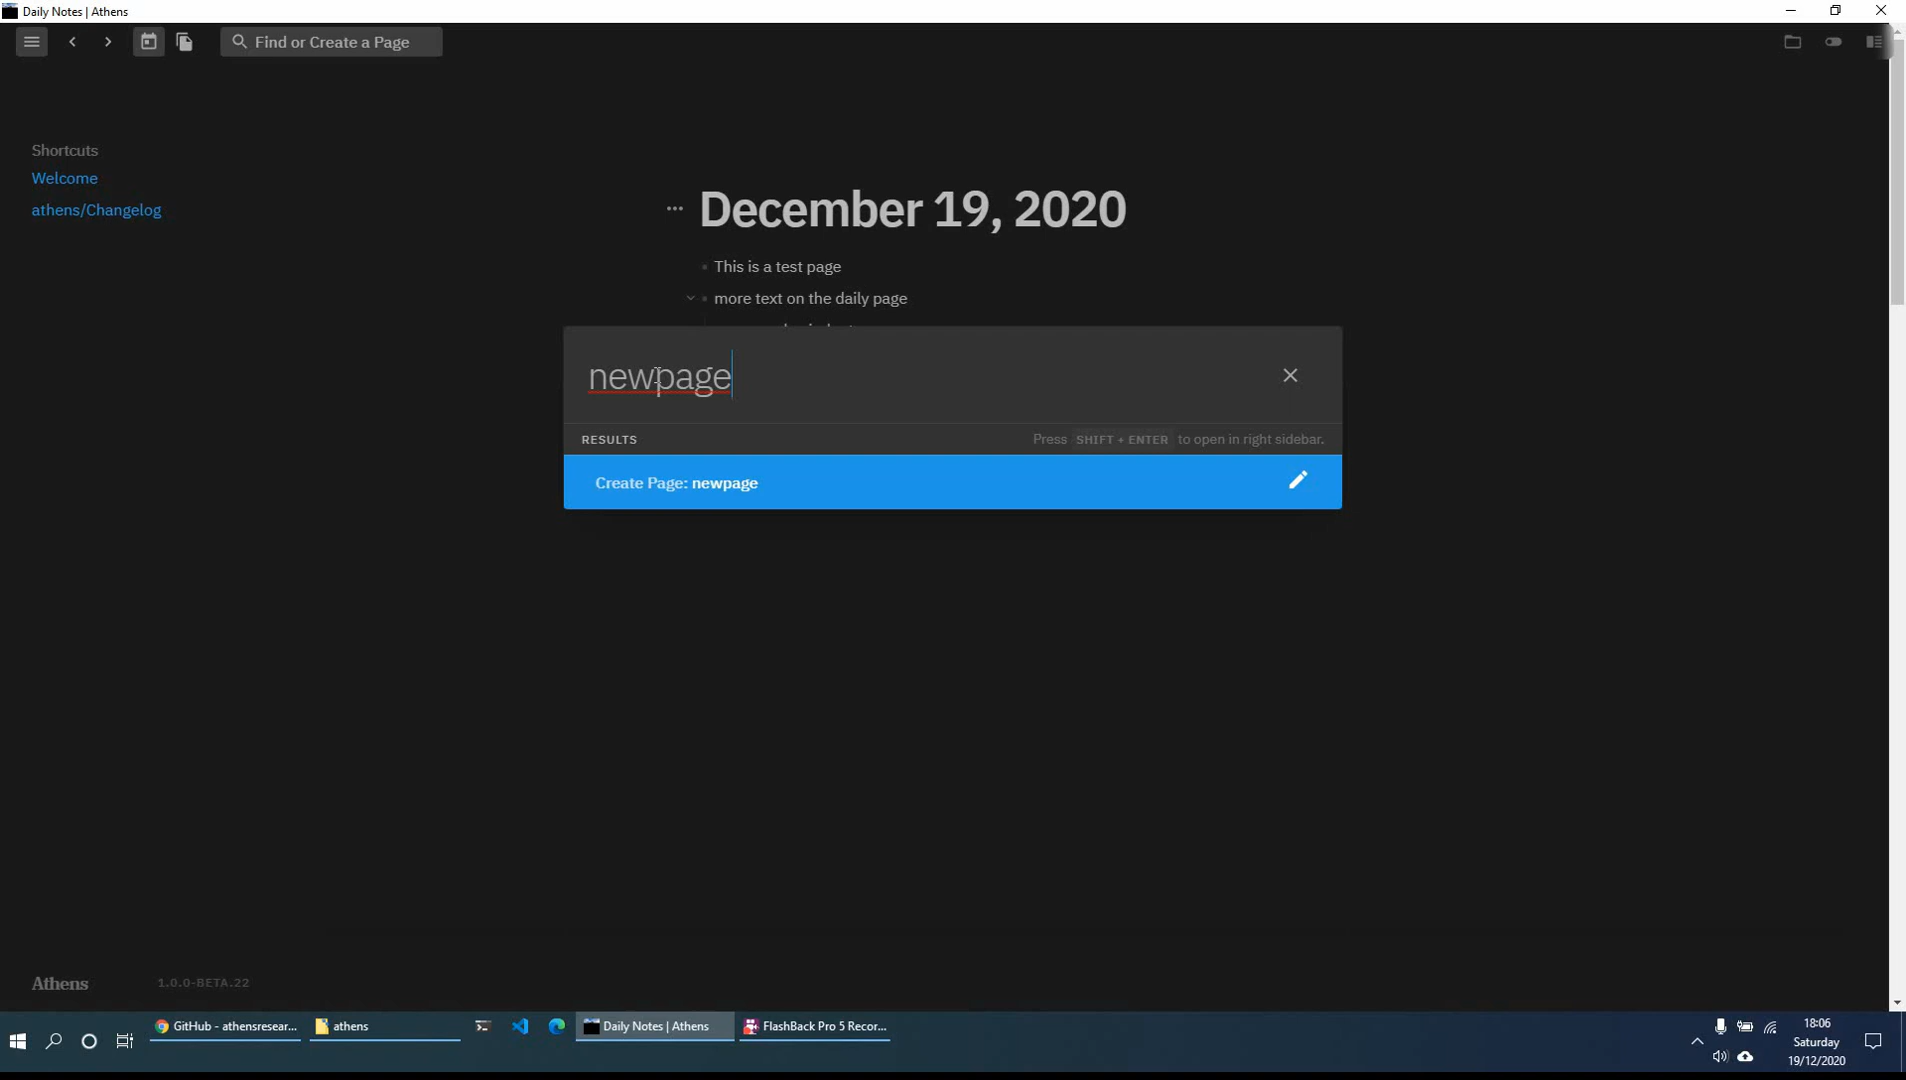 Daily Notes | Athens
Find or Create a Page
Shortcuts
Welcome
athens/Changelog
December 19, 2020
This is a test page
more text on the daily page
newpage
RESULTS
Press SHIFT + ENTER to open in right sidebar.
Create Page: newpage
Athens
1.0.0-BETA.22
GitHub - athensresear...
athens
Daily Notes | Athens
FlashBack Pro 5 Recor...
18:06
Saturday
19/12/2020